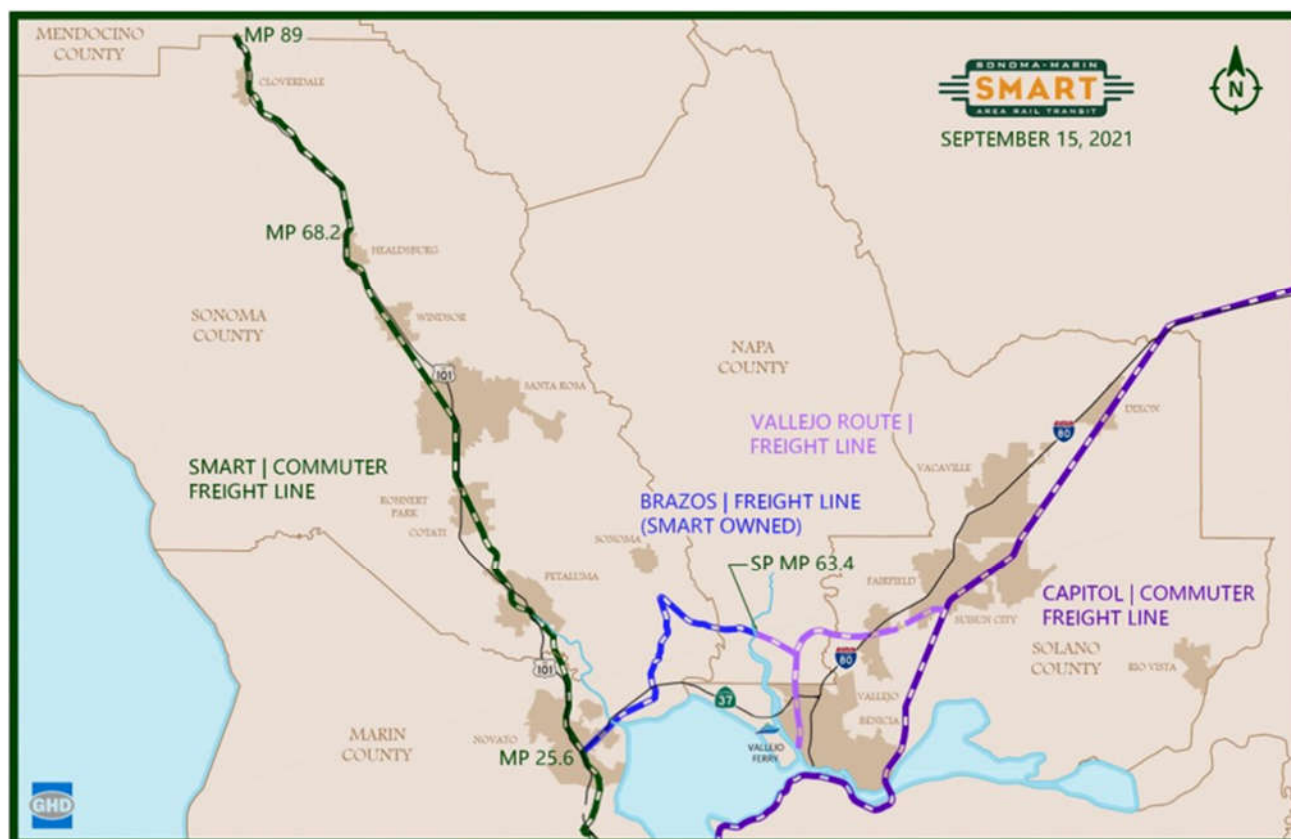 MENDOCINO
COUNTY
MP 89
CLOVERDALE
SONOMA-MARIN
SMART
AREA RAIL TRANSIT
N
SEPTEMBER 15, 2021
MP 68.2
HEALDSBURG
SONOMA
COUNTY
WINDSOR
NAPA
COUNTY
101
SANTA ROSA
DIXON
80
VALLEJO ROUTE |
FREIGHT LINE
VACAVILLE
SMART | COMMUTER
FREIGHT LINE
BRAZOS | FREIGHT LINE
(SMART OWNED)
ROHNERT
PARK
COTATI
SONOMA
SP MP 63.4
PETALUMA
FAIRFIELD
CAPITOL | COMMUTER
FREIGHT LINE
SUISUN CITY
SOLANO
COUNTY
101
80
RIO VISTA
37
VALLEJO
BENICIA
MARIN
COUNTY
NOVATO
VALLEJO
FERRY
MP 25.6
GHD